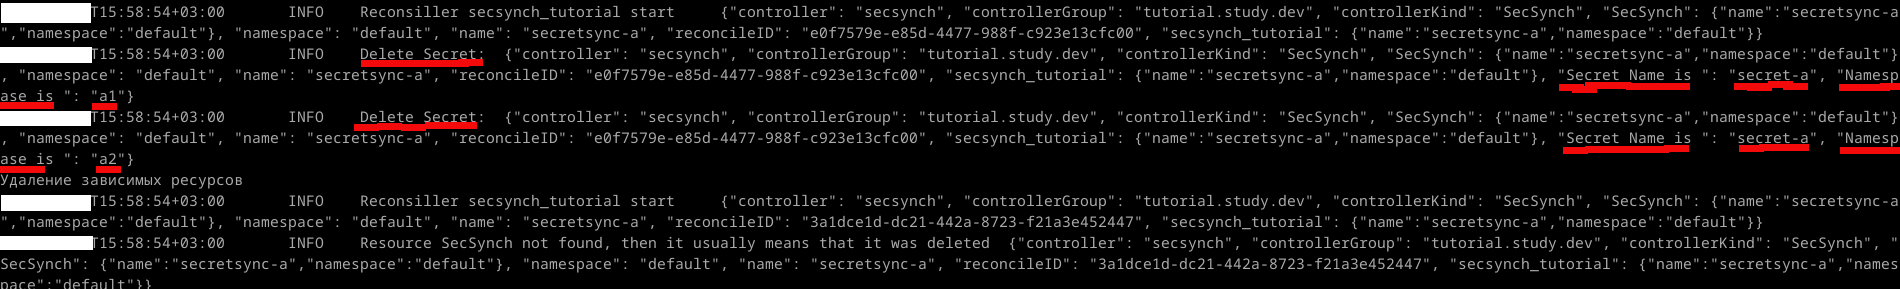 T15:58:54+03:00 INFO Reconsiller secsynch_tutorial start {"controller": "secsynch", "controllerGroup": "tutorial.study.dev", "controllerKind": "SecSynch", "SecSynch": {"name":"secretsync-a
","namespace":"default"}, "namespace": "default", "name": "secretsync-a", "reconcileID": "e0f7579e-e85d-4477-988f-c923e13cfc00", "secsynch_tutorial": {"name":"secretsync-a","namespace":"default"}}
T15:58:54+03:00 INFO Delete Secret: {"controller": "secsynch", "controllerGroup": "tutorial.study.dev", "controllerKind": "SecSynch", "SecSynch": {"name":"secretsync-a","namespace":"default"}
, "namespace": "default", "name": "secretsync-a", "reconcileID": "e0f7579e-e85d-4477-988f-c923e13cfc00", "secsynch_tutorial": {"name":"secretsync-a","namespace":"default"}, "Secret Name is ": "secret-a", "Namesp
ase is ": "a1"}
T15:58:54+03:00 INFO Delete Secret: {"controller": "secsynch", "controllerGroup": "tutorial.study.dev", "controllerKind": "SecSynch", "SecSynch": {"name":"secretsync-a","namespace":"default"}
, "namespace": "default", "name": "secretsync-a", "reconcileID": "e0f7579e-e85d-4477-988f-c923e13cfc00", "secsynch_tutorial": {"name":"secretsync-a","namespace":"default"}, "Secret Name is ": "secret-a", "Namesp
ase is ": "a2"}
Удаление зависимых ресурсов
T15:58:54+03:00 INFO Reconsiller secsynch_tutorial start {"controller": "secsynch", "controllerGroup": "tutorial.study.dev", "controllerKind": "SecSynch", "SecSynch": {"name":"secretsync-a
","namespace":"default"}, "namespace": "default", "name": "secretsync-a", "reconcileID": "3a1dce1d-dc21-442a-8723-f21a3e452447", "secsynch_tutorial": {"name":"secretsync-a","namespace":"default"}}
T15:58:54+03:00 INFO Resource SecSynch not found, then it usually means that it was deleted {"controller": "secsynch", "controllerGroup": "tutorial.study.dev", "controllerKind": "SecSynch", "
SecSynch": {"name":"secretsync-a","namespace":"default"}, "namespace": "default", "name": "secretsync-a", "reconcileID": "3a1dce1d-dc21-442a-8723-f21a3e452447", "secsynch_tutorial": {"name":"secretsync-a","names
pace":"default"}}